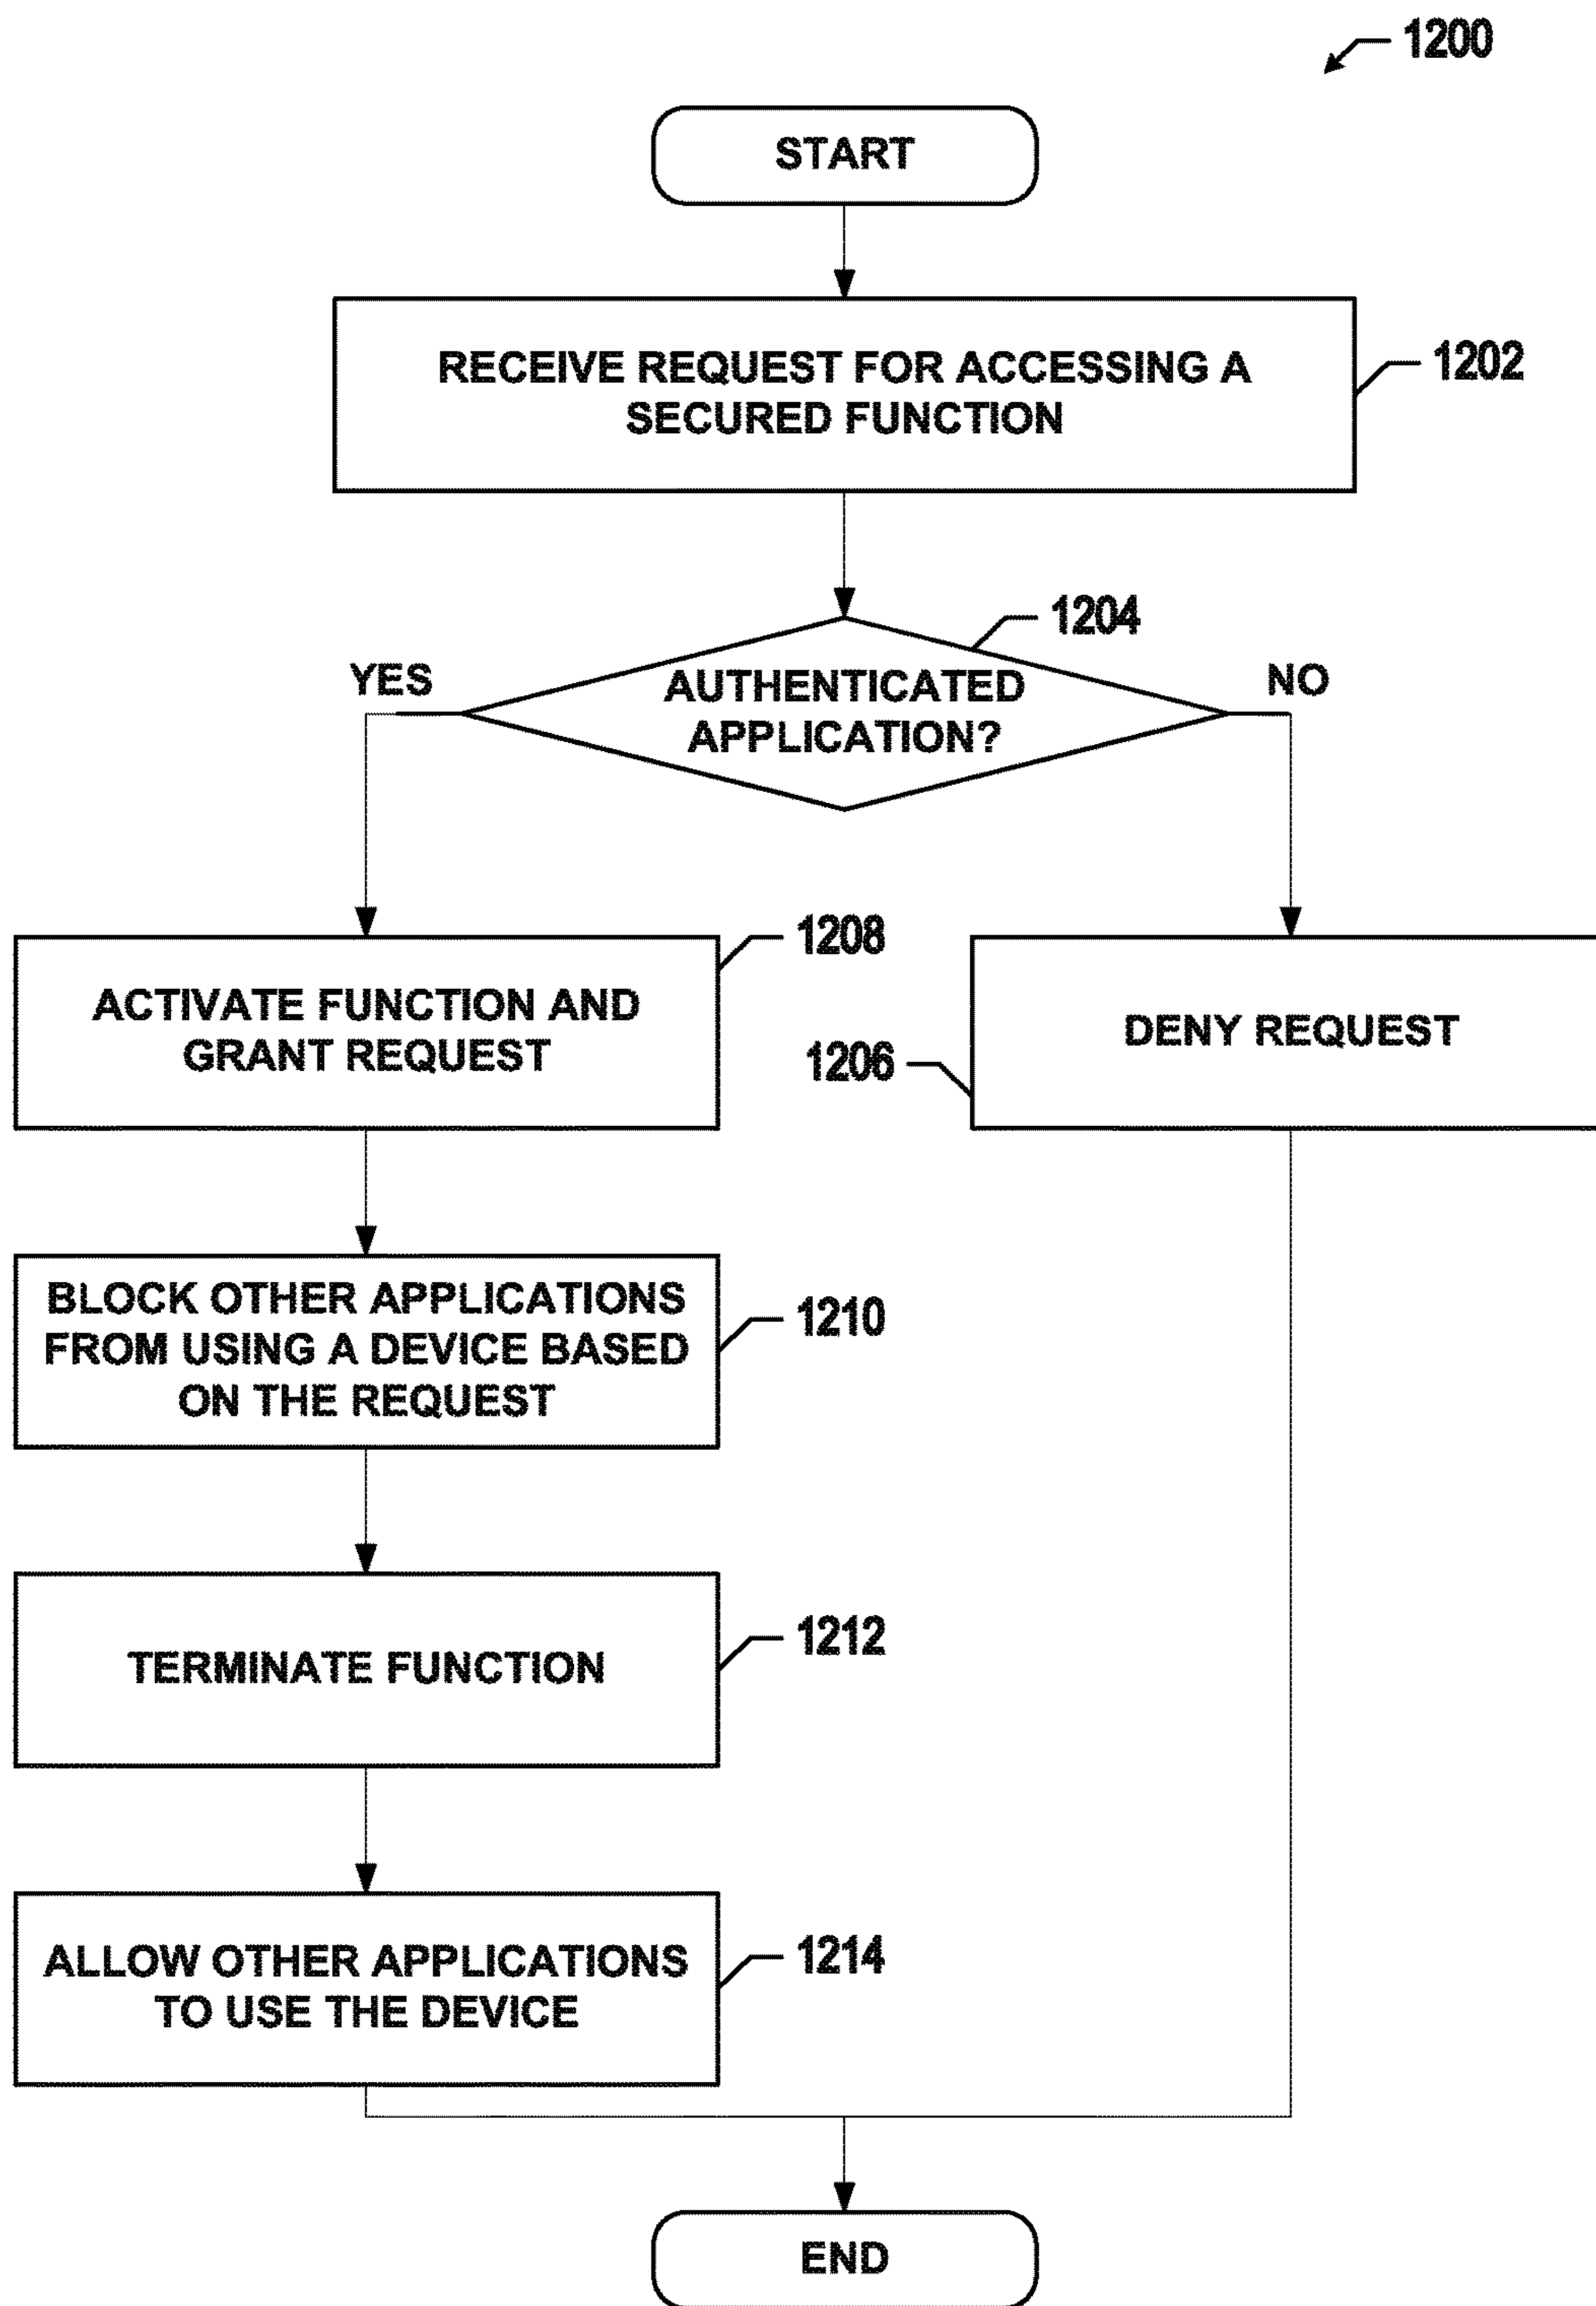 1200
START
RECEIVE REQUEST FOR ACCESSING A
SECURED FUNCTION
1202
1204
YES
AUTHENTICATED
APPLICATION?
NO
1208
ACTIVATE FUNCTION AND
GRANT REQUEST
DENY REQUEST
1206
BLOCK OTHER APPLICATIONS
FROM USING A DEVICE BASED
ON THE REQUEST
1210
TERMINATE FUNCTION
1212
ALLOW OTHER APPLICATIONS
TO USE THE DEVICE
1214
END